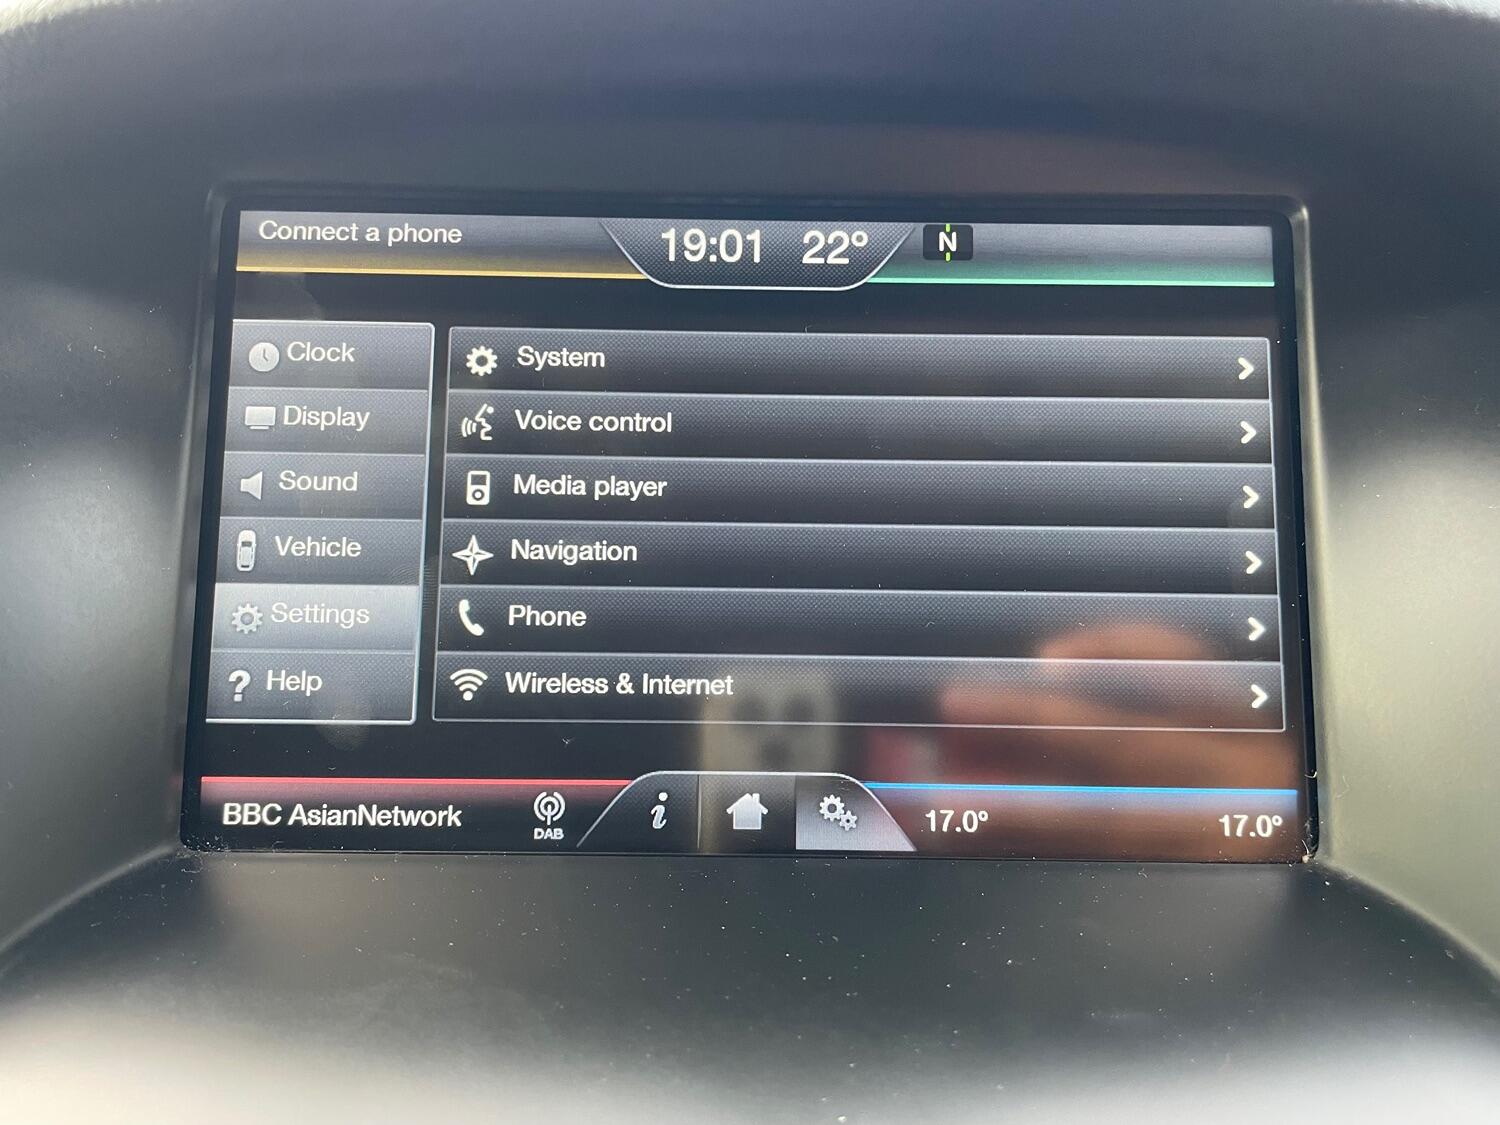 Connect a phone
19:01 22° N
Clock
Display
Sound
Vehicle
Settings
? Help
System
Voice control
Media player
Navigation
Phone
Wireless & Internet
BBC AsianNetwork
DAB
i
17.0°
17.0°